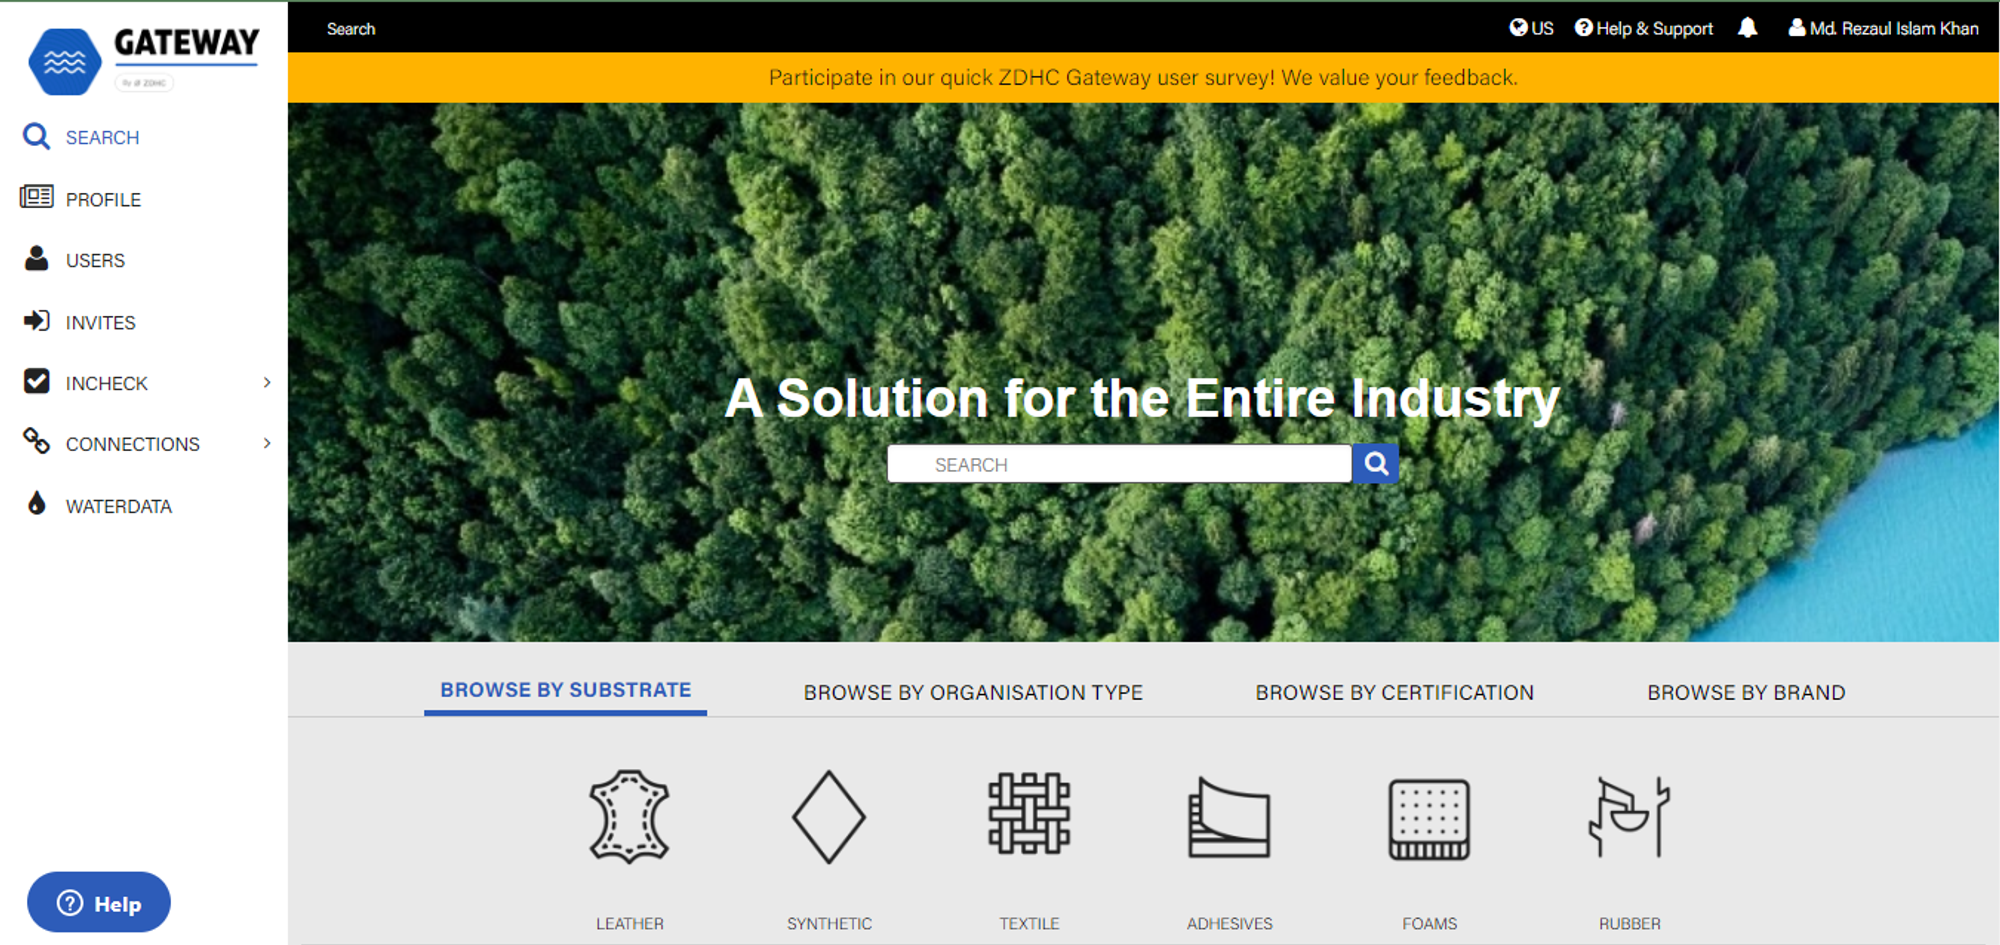 GATEWAY
By @ ZDHC
SEARCH
PROFILE
USERS
INVITES
INCHECK
CONNECTIONS
WATERDATA
Help
Search
US
Help & Support
Md. Rezaul Islam Khan
Participate in our quick ZDHC Gateway user survey! We value your feedback.
A Solution for the Entire Industry
SEARCH
BROWSE BY SUBSTRATE
BROWSE BY ORGANISATION TYPE
BROWSE BY CERTIFICATION
BROWSE BY BRAND
LEATHER
SYNTHETIC
TEXTILE
ADHESIVES
FOAMS
RUBBER